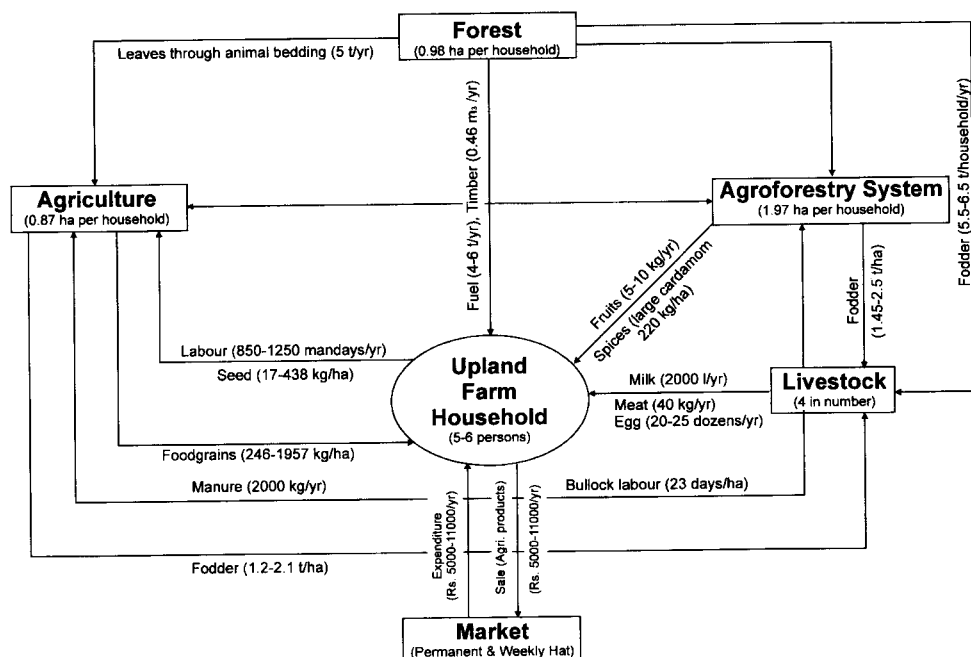 Forest
(0.98 ha per household)
Leaves through animal bedding (5 t/yr)
Fodder (5.5-6.5 t/household/yr)
Fuel (4-6 t/yr), Timber (0.46 m3 /yr)
Agriculture
(0.87 ha per household)
Agroforestry System
(1.97 ha per household)
Fruits (5-10 kg/yr)
Spices (large cardamom
220 kg/ha)
Fodder
(1.45-2.5 t/ha)
Labour (850-1250 mandays/yr)
Seed (17-438 kg/ha)
Upland
Farm
Household
(5-6 persons)
Milk (2000 l/yr)
Meat (40 kg/yr)
Egg (20-25 dozens/yr)
Livestock
(4 in number)
Foodgrains (246-1957 kg/ha)
Manure (2000 kg/yr)
Bullock labour (23 days/ha)
Expenditure
(Rs. 5000-11000/yr)
Sale (Agri. products)
(Rs. 5000-11000/yr)
Fodder (1.2-2.1 t/ha)
Market
(Permanent & Weekly Hat)